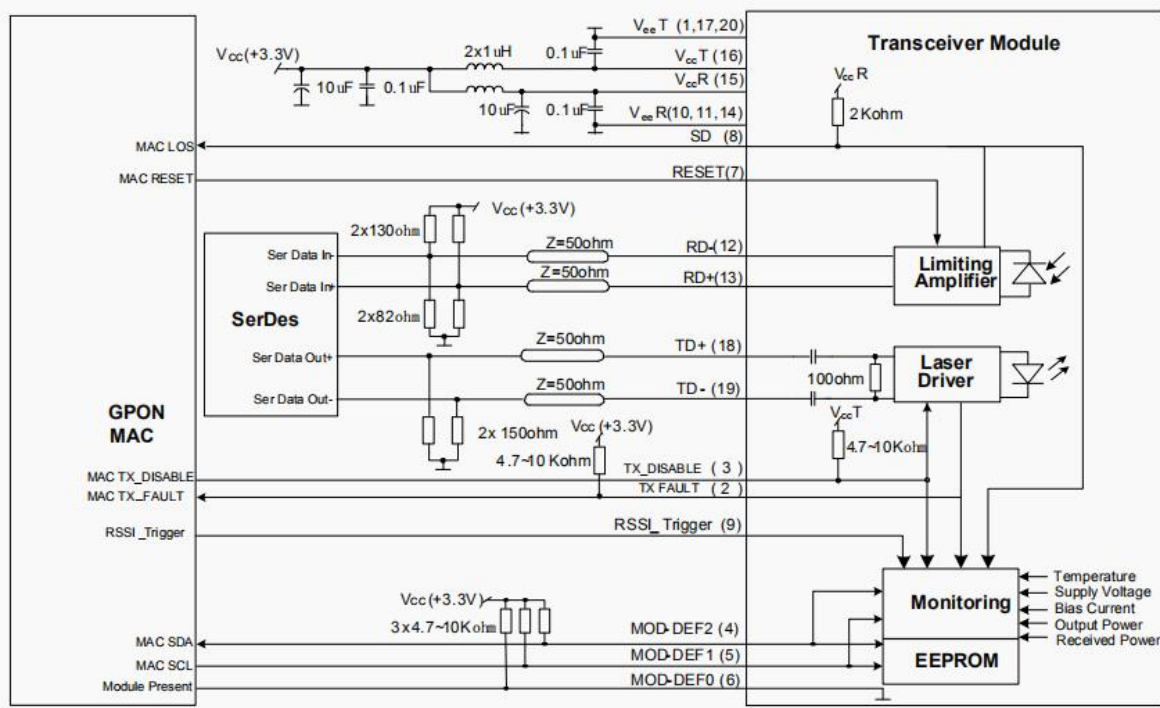 VeeT (1,17,20)
Transceiver Module
Vcc(+3.3V)
2x1uH
0.1uF
VccT (16)
VccR (15)
VccR
10uF
0.1uF
10uF
0.1uF
VeeR(10, 11, 14)
2Kohm
SD (8)
MAC LOS
MAC RESET
RESET(7)
Vcc(+3.3V)
2x130ohm
Z=50ohm
RD-(12)
Ser Data In-
Z=50ohm
RD+(13)
Ser Data In+
Limiting
Amplifier
SerDes
2x82ohm
Z=50ohm
TD+ (18)
Ser Data Out+
Laser
Driver
100ohm
Z=50ohm
TD- (19)
Ser Data Out-
GPON
MAC
2x 150ohm
Vcc(+3.3V)
VccT
4.7~10 Kohm
4.7~10Kohm
MAC TX_DISABLE
TX_DISABLE ( 3 )
MAC TX_FAULT
TX FAULT ( 2 )
RSSI_Trigger
RSSI_Trigger (9)
Vcc(+3.3V)
3x4.7~10Kohm
Monitoring
Temperature
Supply Voltage
Bias Current
Output Power
Received Power
MAC SDA
MOD-DEF2 (4)
MAC SCL
MOD-DEF1 (5)
EEPROM
Module Present
MOD-DEF0 (6)